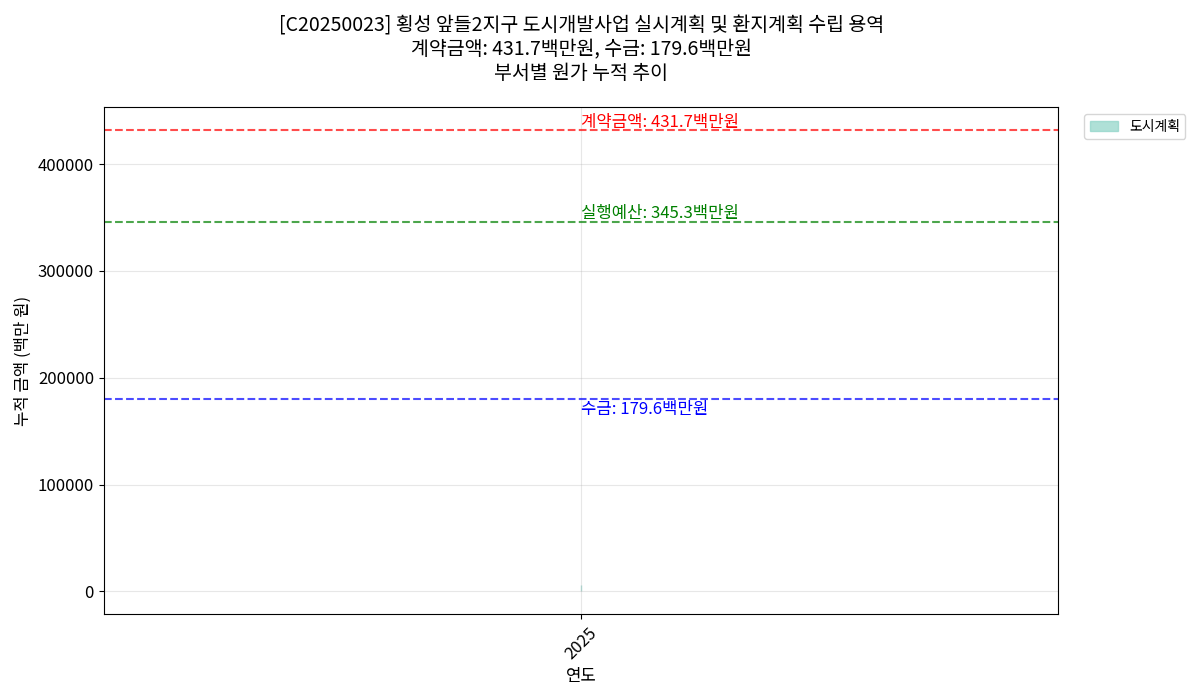 [C20250023] 횡성 앞들2지구 도시개발사업 실시계획 및 환지계획 수립 용역
계약금액: 431.7백만원, 수금: 179.6백만원
부서별 원가 누적 추이
계약금액: 431.7백만원
도시계획
400000
실행예산: 345.3백만원
300000
누적 금액 (백만 원)
200000
수금: 179.6백만원
100000
0
2025
연도